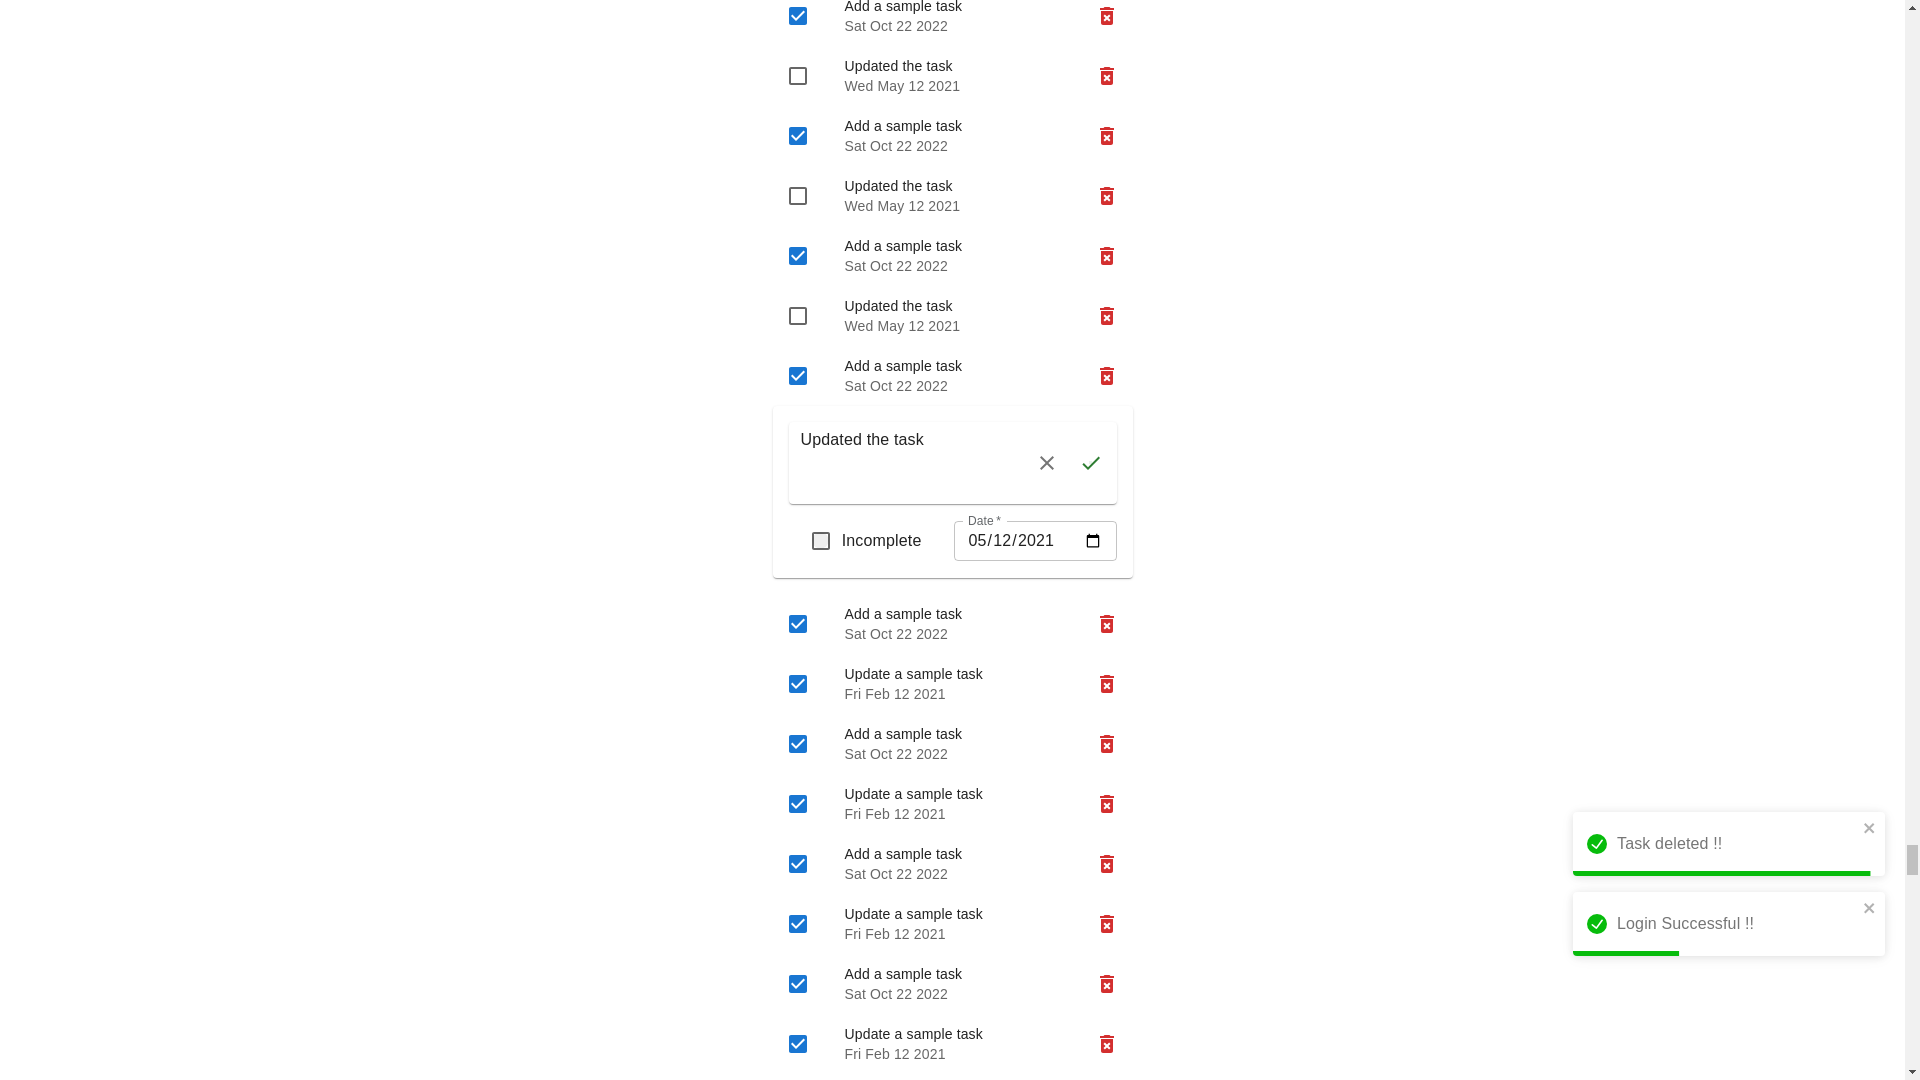 Add a sample task
Sat Oct 22 2022
Updated the task
Wed May 12 2021
Add a sample task
Sat Oct 22 2022
Updated the task
Wed May 12 2021
Add a sample task
Sat Oct 22 2022
Updated the task
Wed May 12 2021
Add a sample task
Sat Oct 22 2022
Updated the task
Incomplete
Date *
05/12/2021
Add a sample task
Sat Oct 22 2022
Update a sample task
Fri Feb 12 2021
Add a sample task
Sat Oct 22 2022
Update a sample task
Fri Feb 12 2021
Add a sample task
Sat Oct 22 2022
Update a sample task
Fri Feb 12 2021
Add a sample task
Sat Oct 22 2022
Update a sample task
Fri Feb 12 2021
Task deleted !!
Login Successful !!